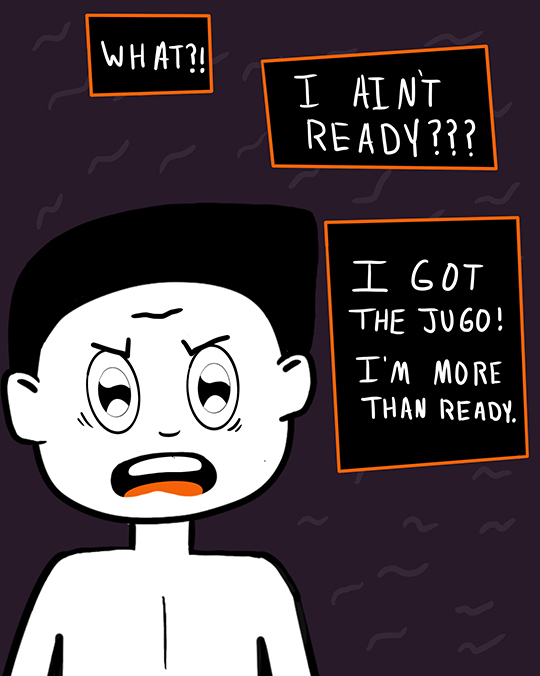 WHAT?!
I AIN'T
READY???
I GOT
THE JUGO!
I'M MORE
THAN READY.